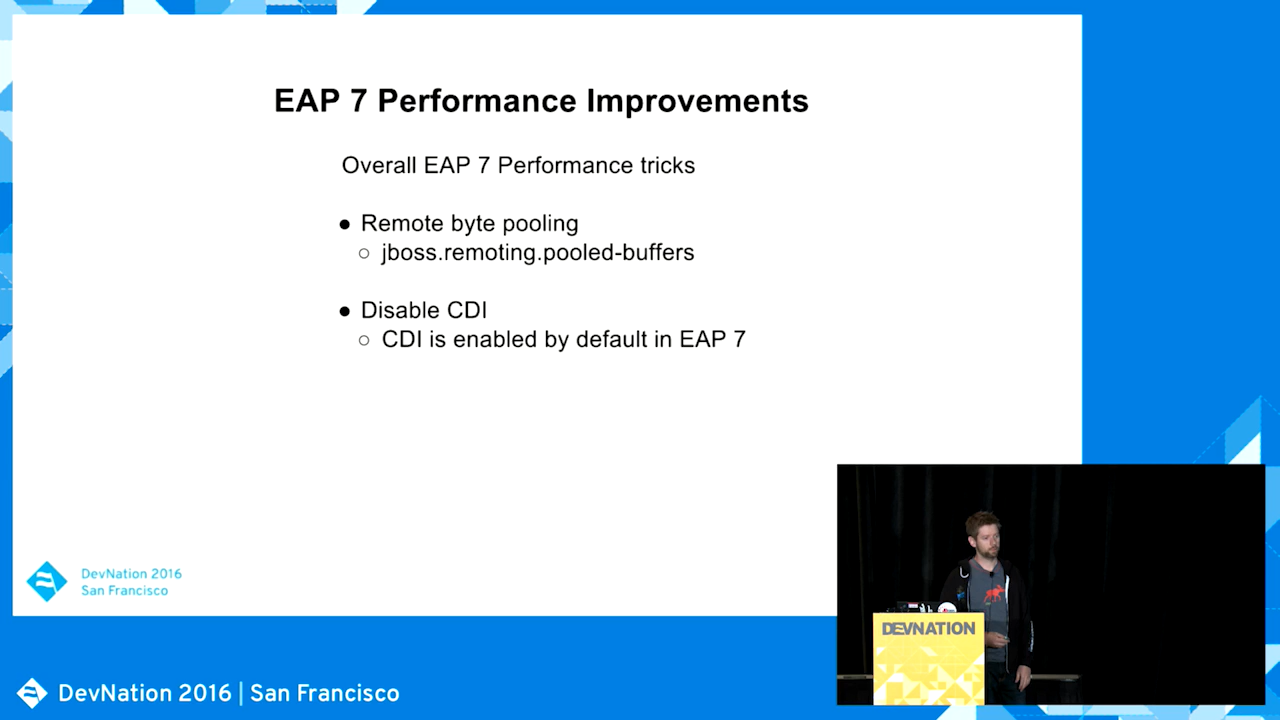 EAP 7 Performance Improvements
Overall EAP 7 Performance tricks
● Remote byte pooling
○ jboss.remoting.pooled-buffers
● Disable CDI
○ CDI is enabled by default in EAP 7
DevNation 2016
San Francisco
DEVNATION
DevNation 2016 | San Francisco